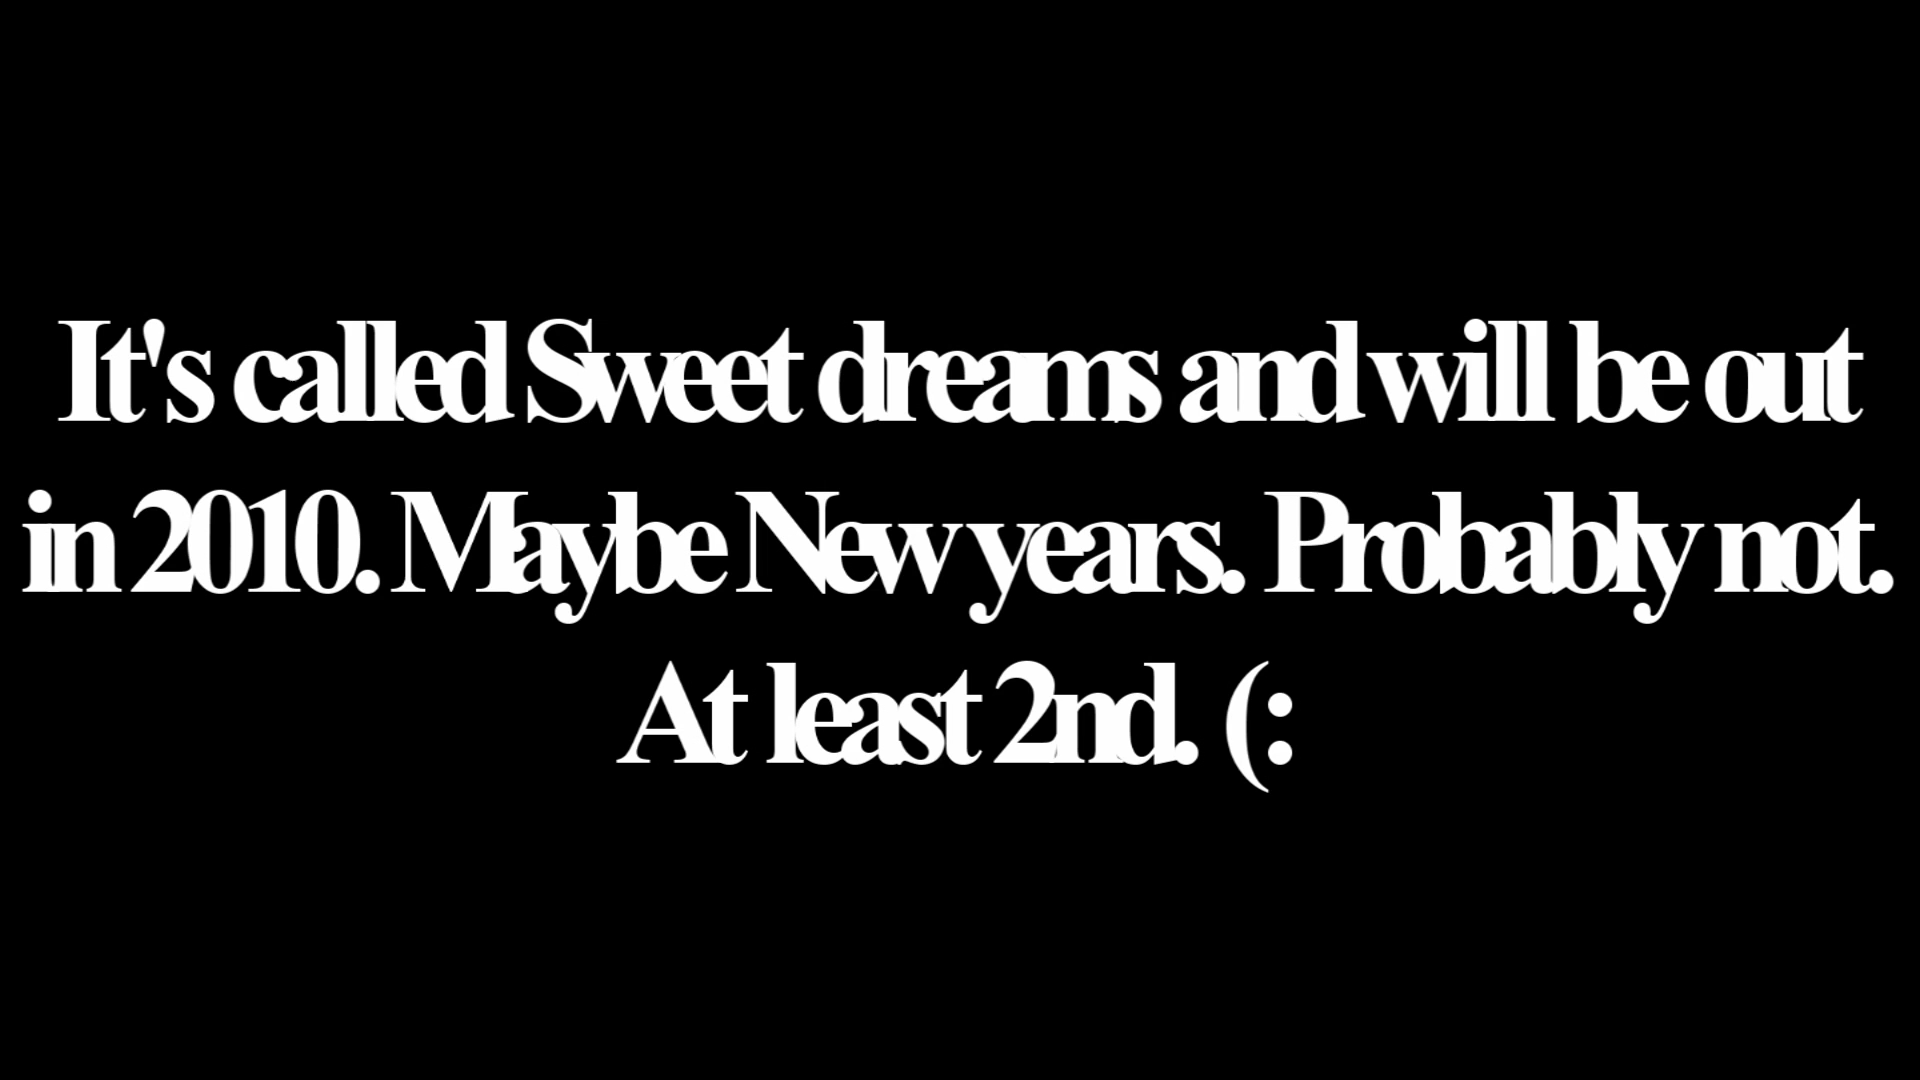 It's called Sweet dreams and will be out
in 2010. Maybe New years. Probably not.
At least 2nd. (: